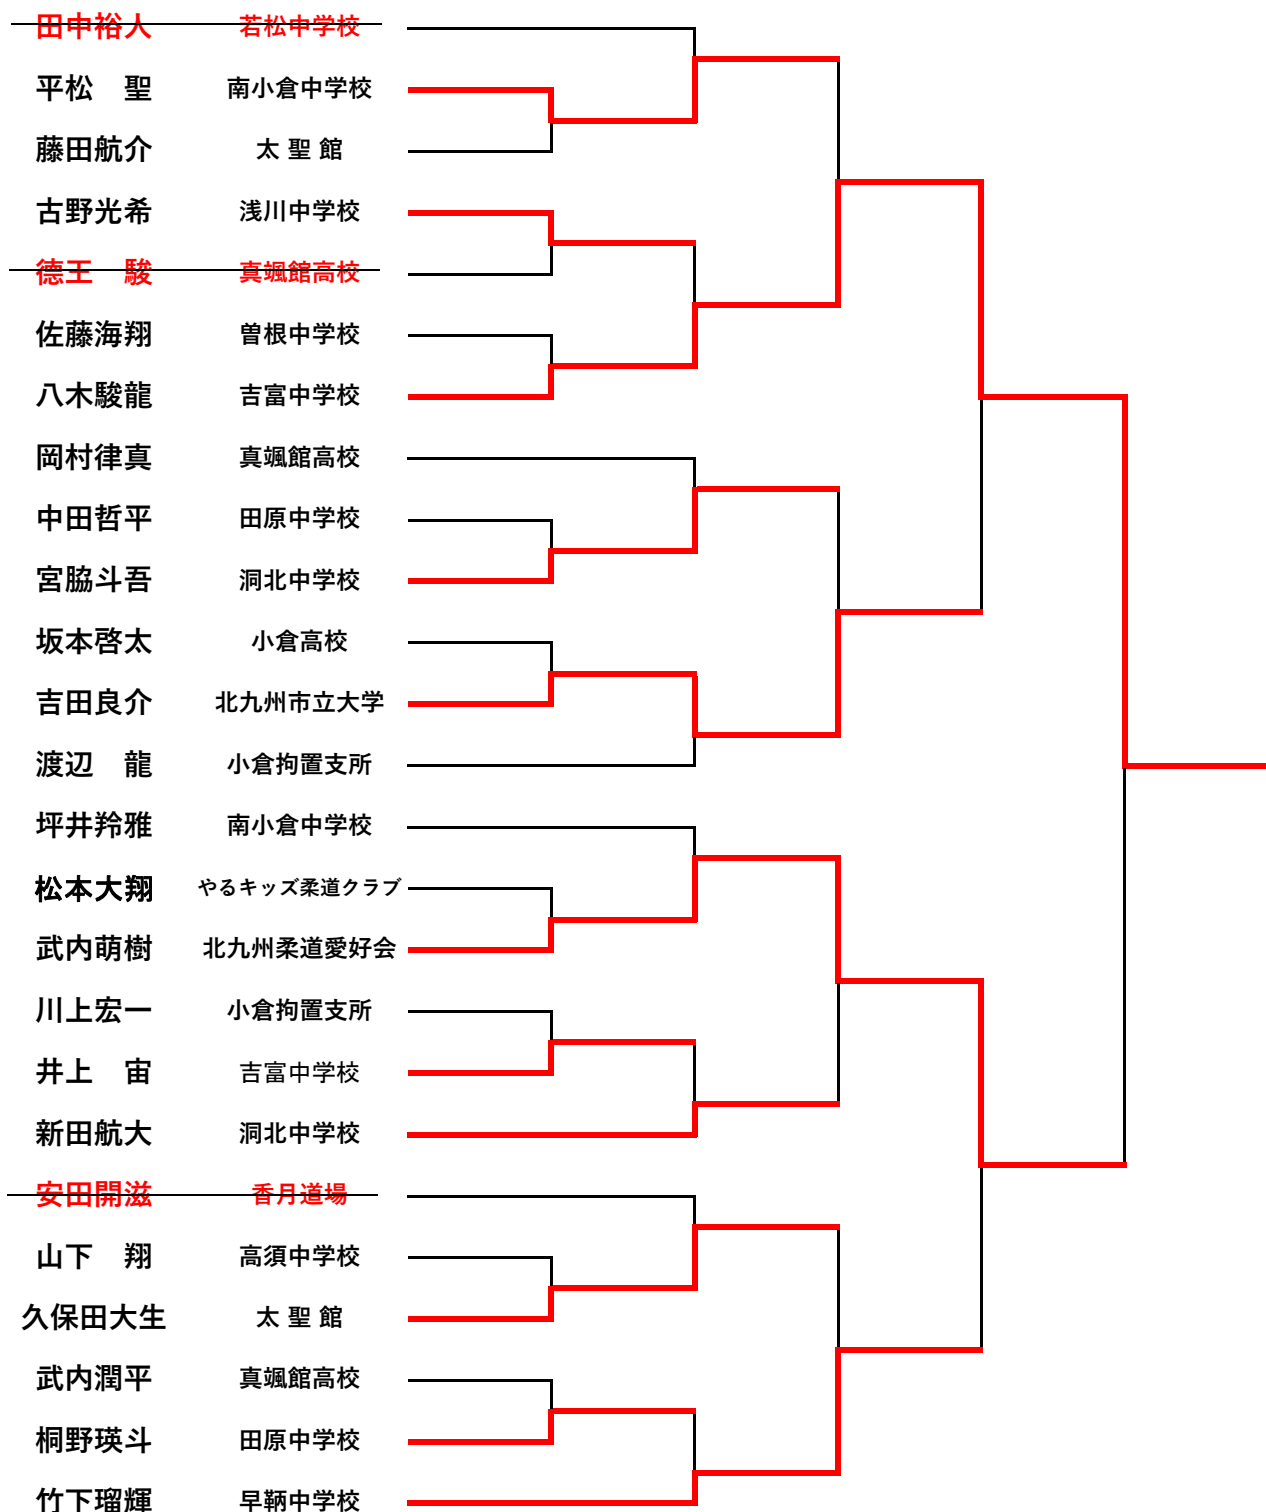 田中裕人 若松中学校
平松　聖 南小倉中学校
藤田航介 太 聖 館
古野光希 浅川中学校
德王　駿 真颯館高校
佐藤海翔 曽根中学校
八木駿龍 吉富中学校
岡村律真 真颯館高校
中田哲平 田原中学校
宮脇斗吾 洞北中学校
坂本啓太 小倉高校
吉田良介 北九州市立大学
渡辺　龍 小倉拘置支所
坪井羚雅 南小倉中学校
松本大翔 やるキッズ柔道クラブ
武内萌樹 北九州柔道愛好会
川上宏一 小倉拘置支所
井上　宙 吉富中学校
新田航大 洞北中学校
安田開滋 香月道場
山下　翔 高須中学校
久保田大生 太 聖 館
武内潤平 真颯館高校
桐野瑛斗 田原中学校
竹下瑠輝 早鞆中学校